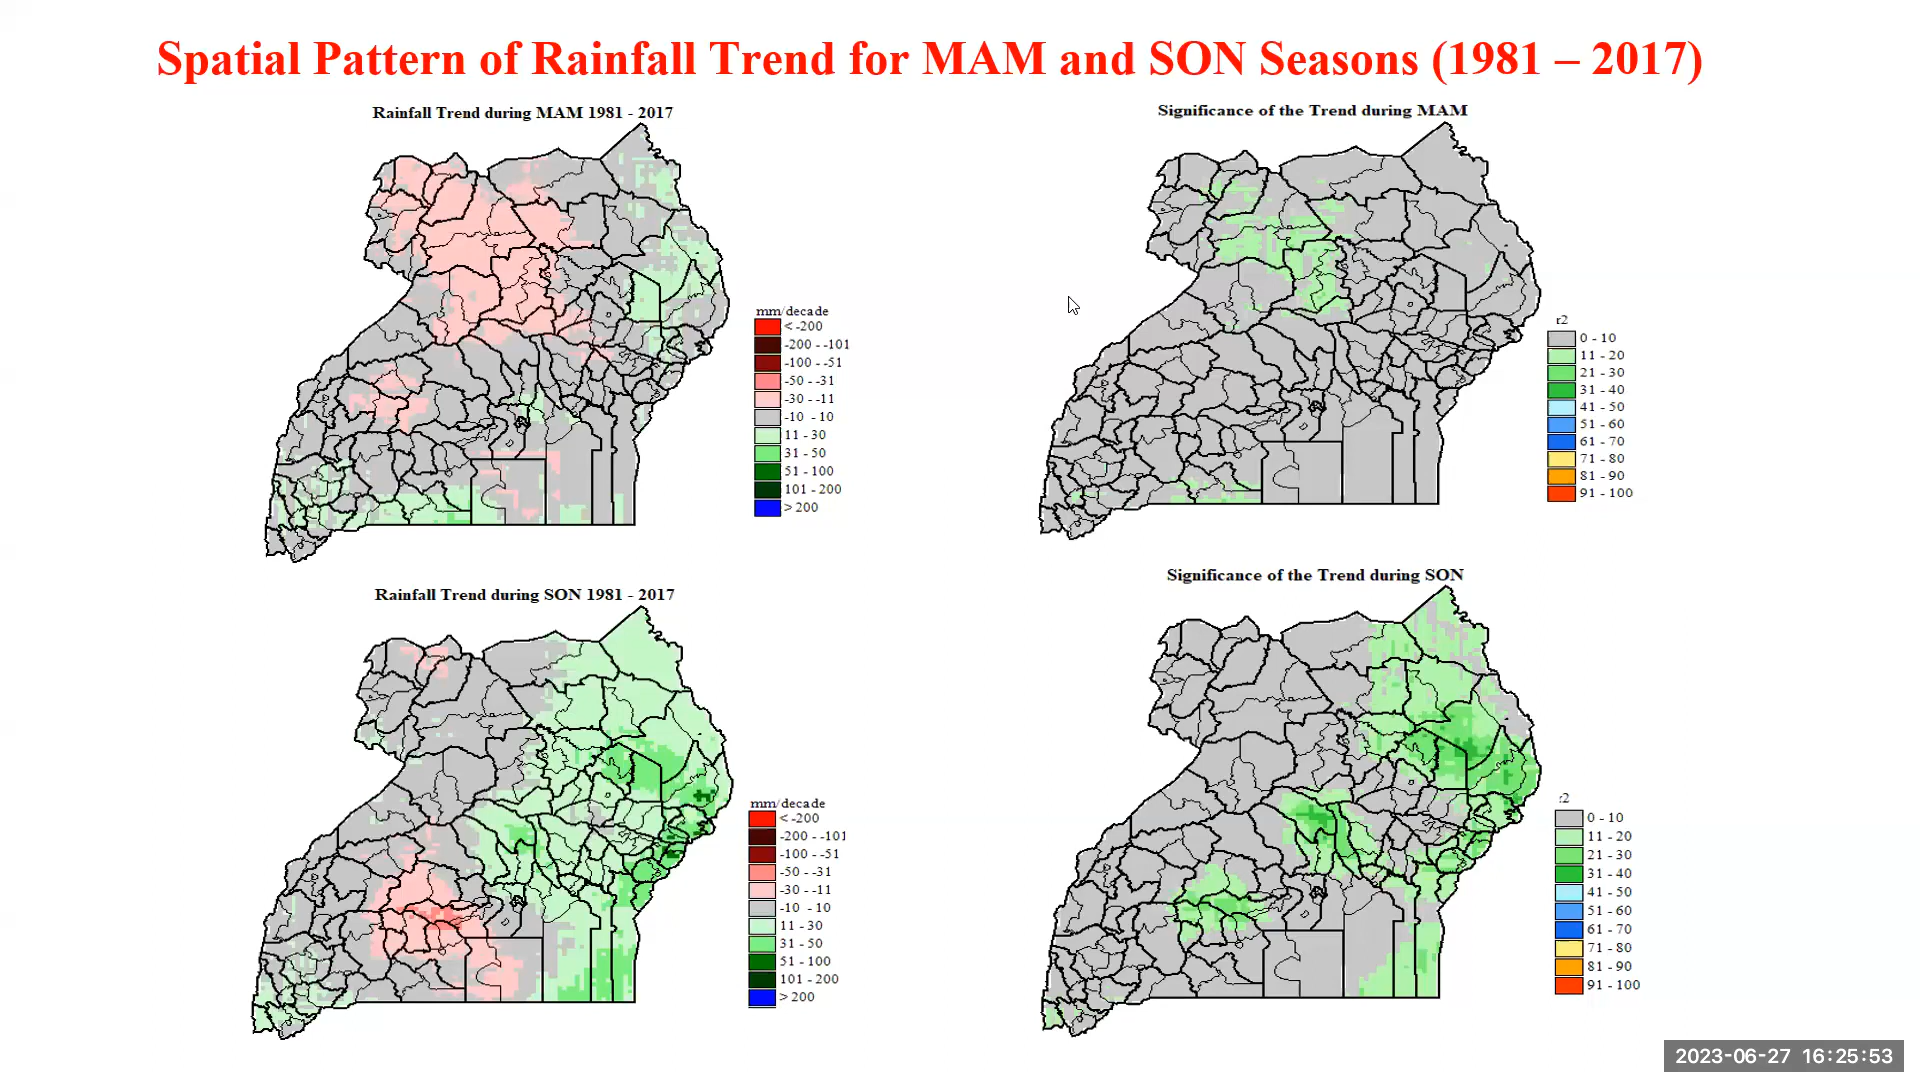 Spatial Pattern of Rainfall Trend for MAM and SON Seasons (1981 – 2017)
Rainfall Trend during MAM 1981 - 2017
mm/decade
< -200
-200 - -101
-100 - -51
-50 - -31
-30 - -11
-10 - 10
11 - 30
31 - 50
51 - 100
101 - 200
> 200
Significance of the Trend during MAM
r2
0 - 10
11 - 20
21 - 30
31 - 40
41 - 50
51 - 60
61 - 70
71 - 80
81 - 90
91 - 100
Rainfall Trend during SON 1981 - 2017
mm/decade
< -200
-200 - -101
-100 - -51
-50 - -31
-30 - -11
-10 - 10
11 - 30
31 - 50
51 - 100
101 - 200
> 200
Significance of the Trend during SON
r2
0 - 10
11 - 20
21 - 30
31 - 40
41 - 50
51 - 60
61 - 70
71 - 80
81 - 90
91 - 100
2023-06-27 16:25:53